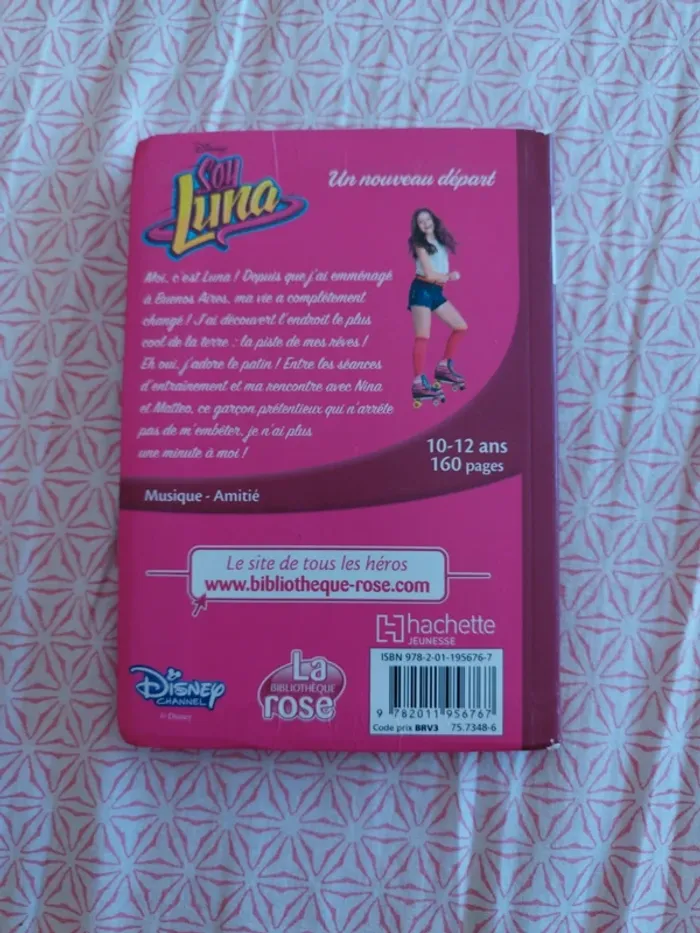 Disney
SOY
Luna
Un nouveau départ
Moi, c'est Luna ! Depuis que j'ai emménagé
à Buenos Aires, ma vie a complètement
changé ! J'ai découvert l'endroit le plus
cool de la terre : la piste de mes rêves !
Eh oui, j'adore le patin ! Entre les séances
d'entraînement et ma rencontre avec Nina
et Matteo, ce garçon prétentieux qui n'arrête
pas de m'embêter, je n'ai plus
une minute à moi !
10-12 ans
160 pages
Musique - Amitié
Le site de tous les héros
www.bibliotheque-rose.com
hachette
JEUNESSE
ISBN 978-2-01-195676-7
9 782011 956767
Code prix BRV3 75.7348-6
DISNEY
CHANNEL
© Disney
La
BIBLIOTHÈQUE
rose